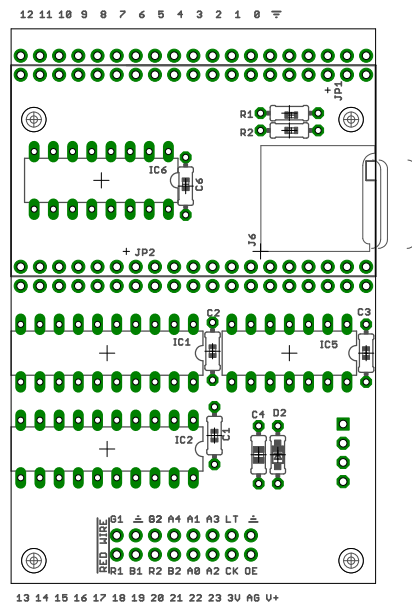 12 11 10 9 8 7 6 5 4 3 2 1 0
JP1
R1
R2
IC6
C6
J6
JP2
C2
C3
IC1
IC5
IC2
C1
C4 D2
RED WIRE
G1 G2 A4 A1 A3 LT
R1 B1 R2 B2 A0 A2 CK OE
13 14 15 16 17 18 19 20 21 22 23 3V AG V+